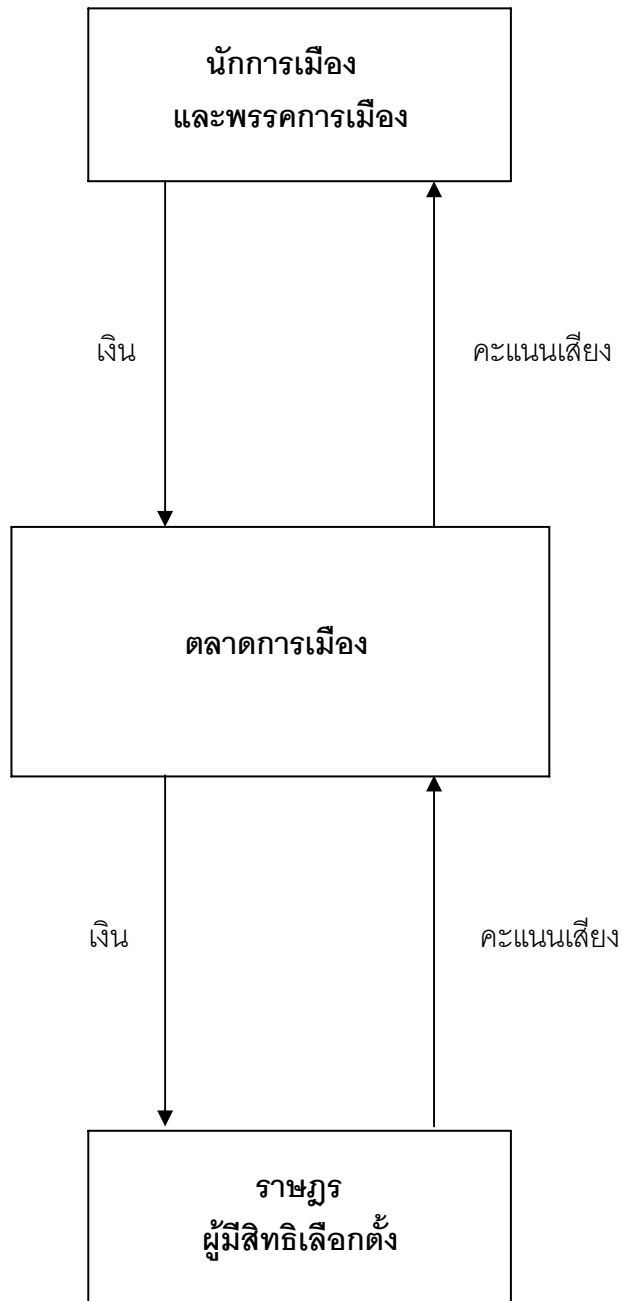 นักการเมือง
และพรรคการเมือง
เงิน
คะแนนเสียง
ตลาดการเมือง
เงิน
คะแนนเสียง
ราษฎร
ผู้มีสิทธิเลือกตั้ง